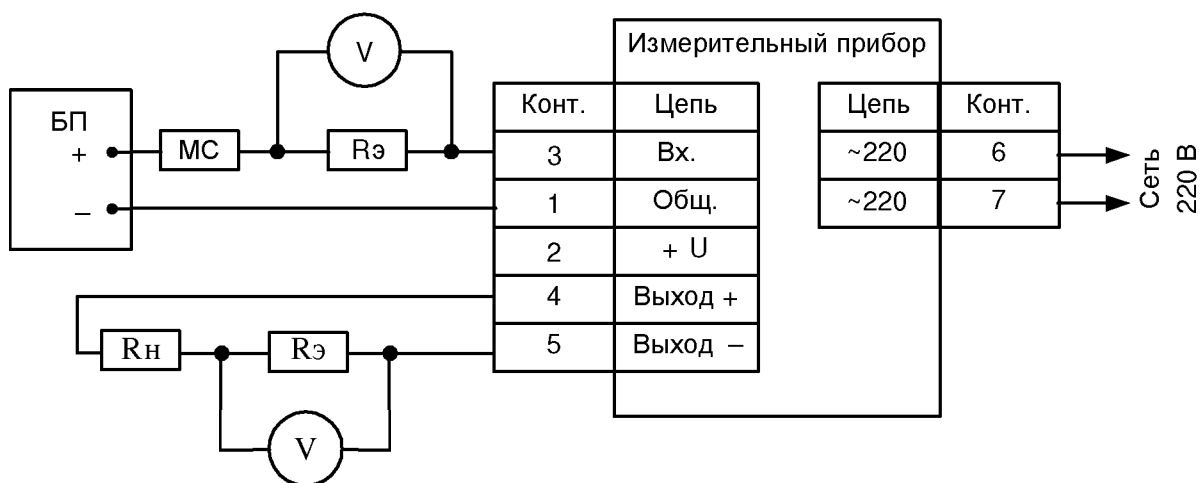 V
Измерительный прибор
БП
Конт. Цепь Цепь Конт.
+ МС Rэ 3 Вх. ~220 6
– 1 Общ. ~220 7
Сеть
220 В
2 + U
4 Выход +
Rн Rэ 5 Выход –
V